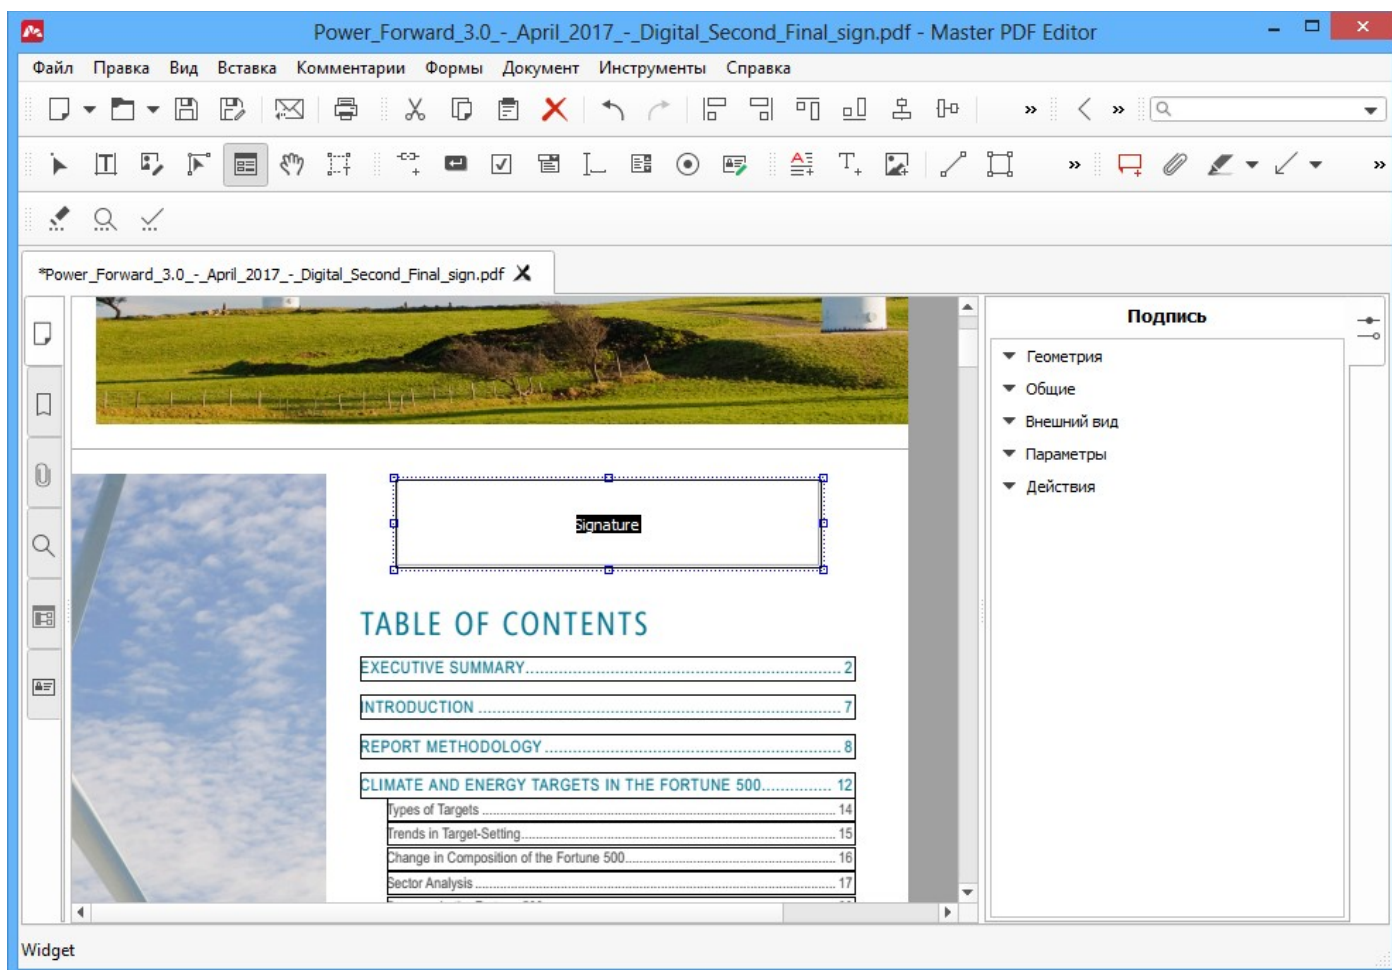 Power_Forward_3.0_-_April_2017_-_Digital_Second_Final_sign.pdf - Master PDF Editor
Файл Правка Вид Вставка Комментарии Формы Документ Инструменты Справка
*Power_Forward_3.0_-_April_2017_-_Digital_Second_Final_sign.pdf
Подпись
Геометрия
Общие
Внешний вид
Параметры
Действия
Signature
TABLE OF CONTENTS
EXECUTIVE SUMMARY 2
INTRODUCTION 7
REPORT METHODOLOGY 8
CLIMATE AND ENERGY TARGETS IN THE FORTUNE 500 12
Types of Targets 14
Trends in Target-Setting 15
Change in Composition of the Fortune 500 16
Sector Analysis 17
Widget